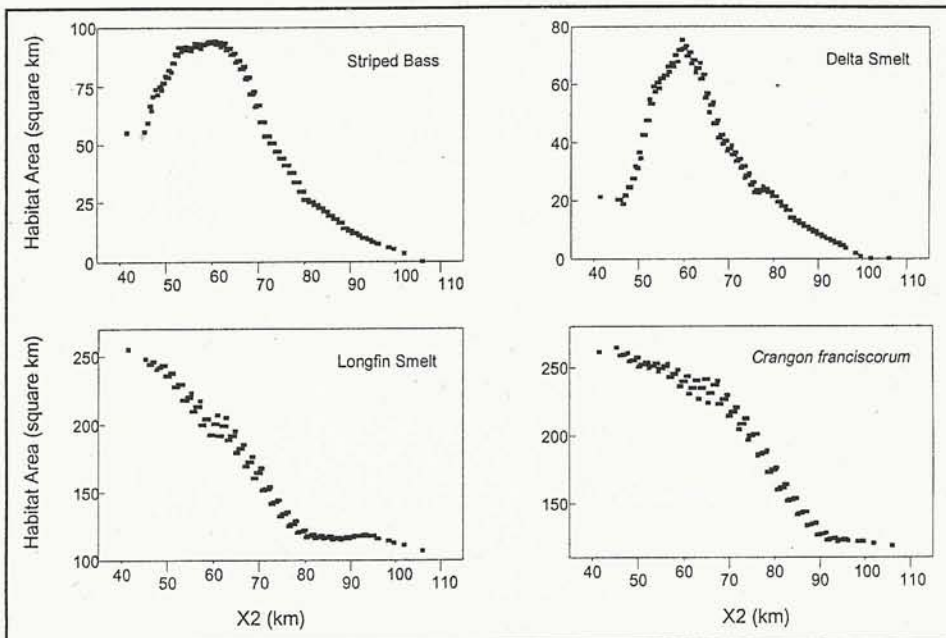 Striped Bass
Habitat Area (square km)
100
75
50
25
0
40 50 60 70 80 90 100 110
Delta Smelt
80
60
40
20
0
40 50 60 70 80 90 100 110
Longfin Smelt
Habitat Area (square km)
250
200
150
100
40 50 60 70 80 90 100 110
X2 (km)
Crangon franciscorum
250
200
150
40 50 60 70 80 90 100 110
X2 (km)